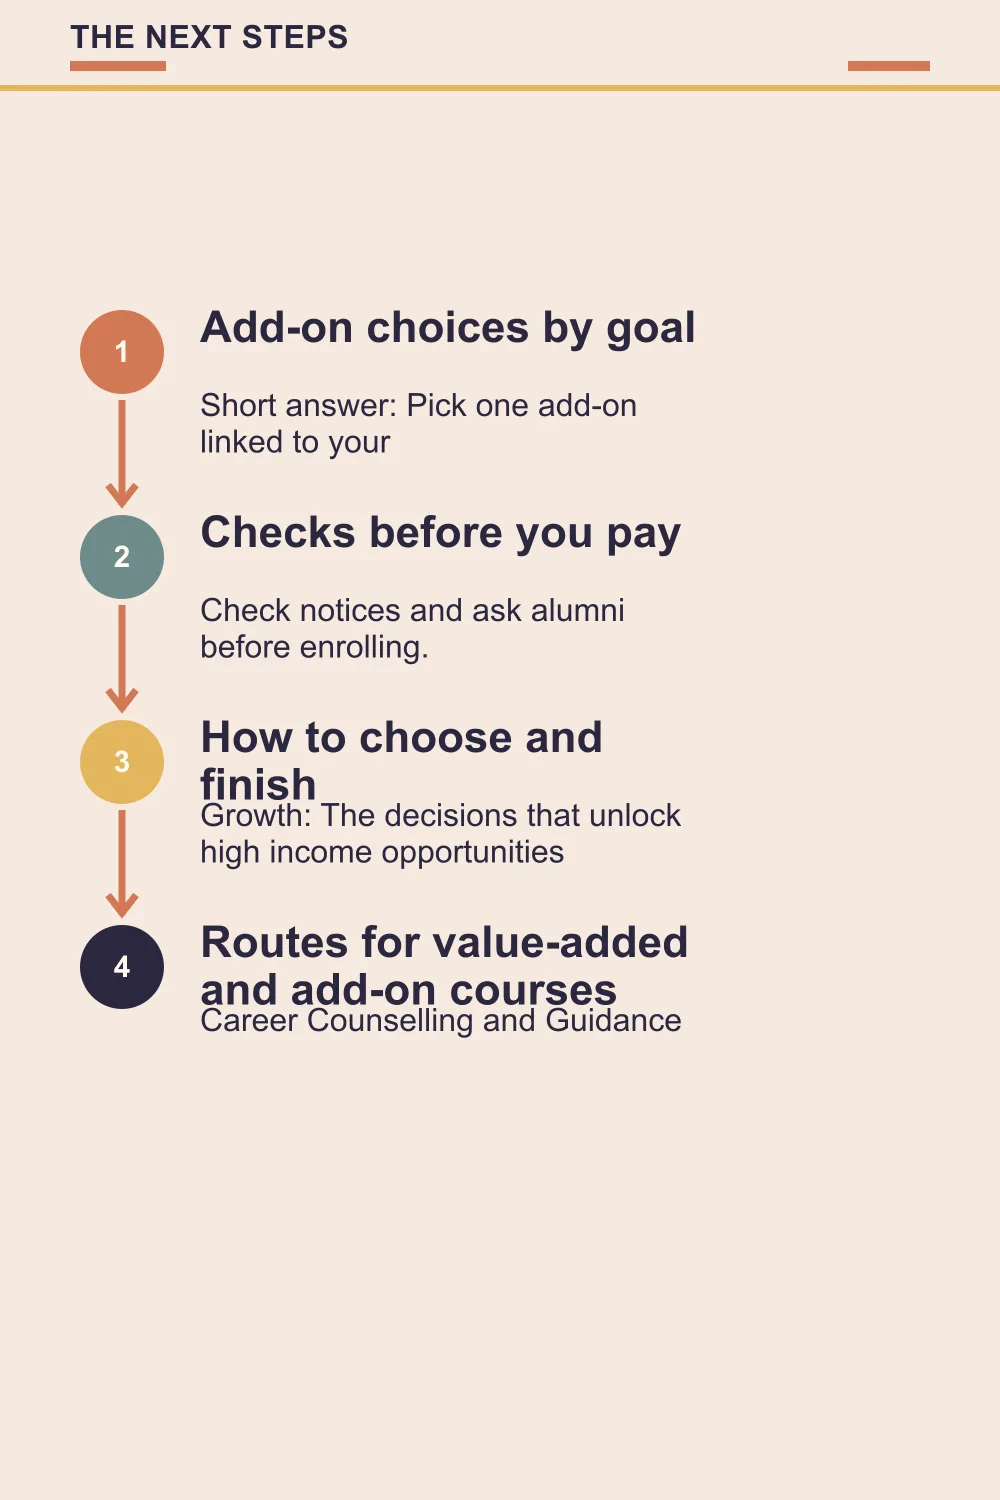 THE NEXT STEPS
1
Add-on choices by goal
Short answer: Pick one add-on
linked to your
2
Checks before you pay
Check notices and ask alumni
before enrolling.
3
How to choose and
finish
Growth: The decisions that unlock
high income opportunities
4
Routes for value-added
and add-on courses
Career Counselling and Guidance